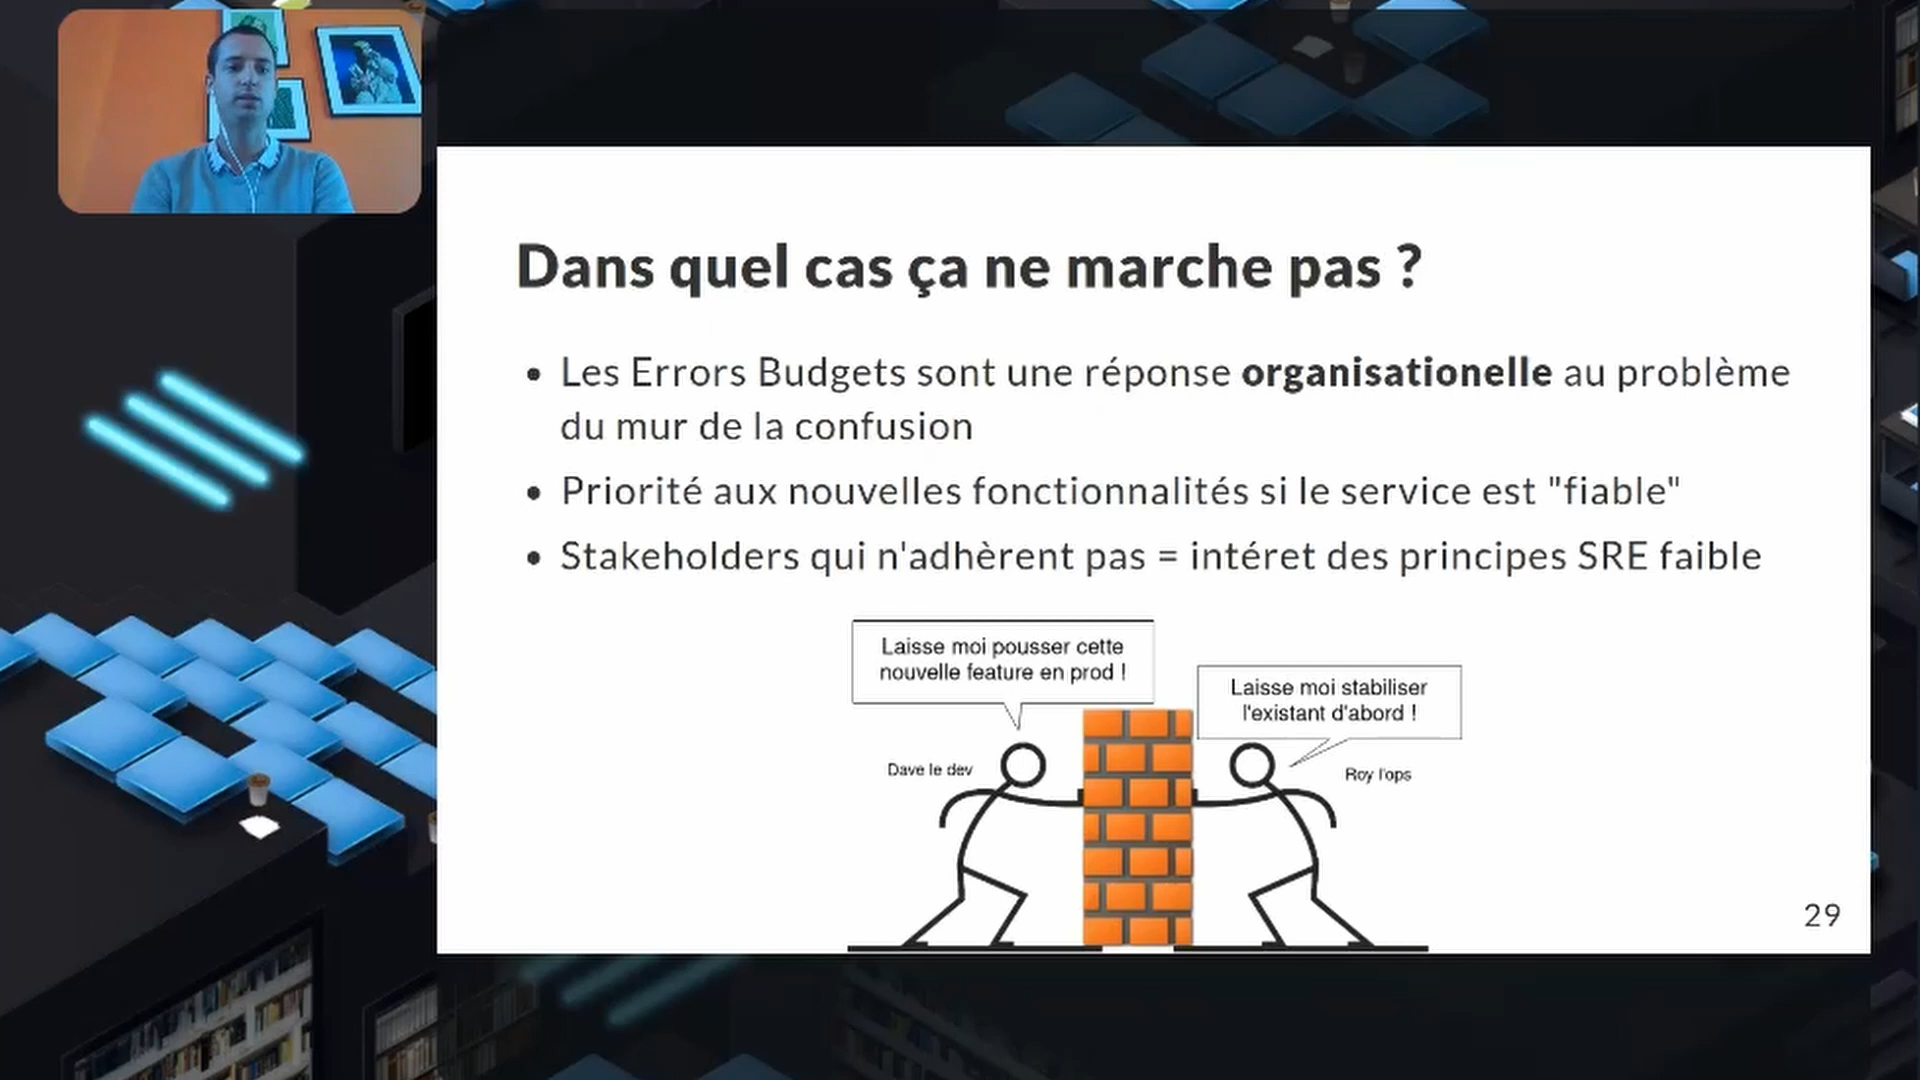 Dans quel cas ça ne marche pas ?
• Les Errors Budgets sont une réponse organisationelle au problème
du mur de la confusion
• Priorité aux nouvelles fonctionnalités si le service est "fiable"
• Stakeholders qui n'adhèrent pas = intéret des principes SRE faible
Laisse moi pousser cette
nouvelle feature en prod !
Laisse moi stabiliser
l'existant d'abord !
Dave le dev
Roy l'ops
29